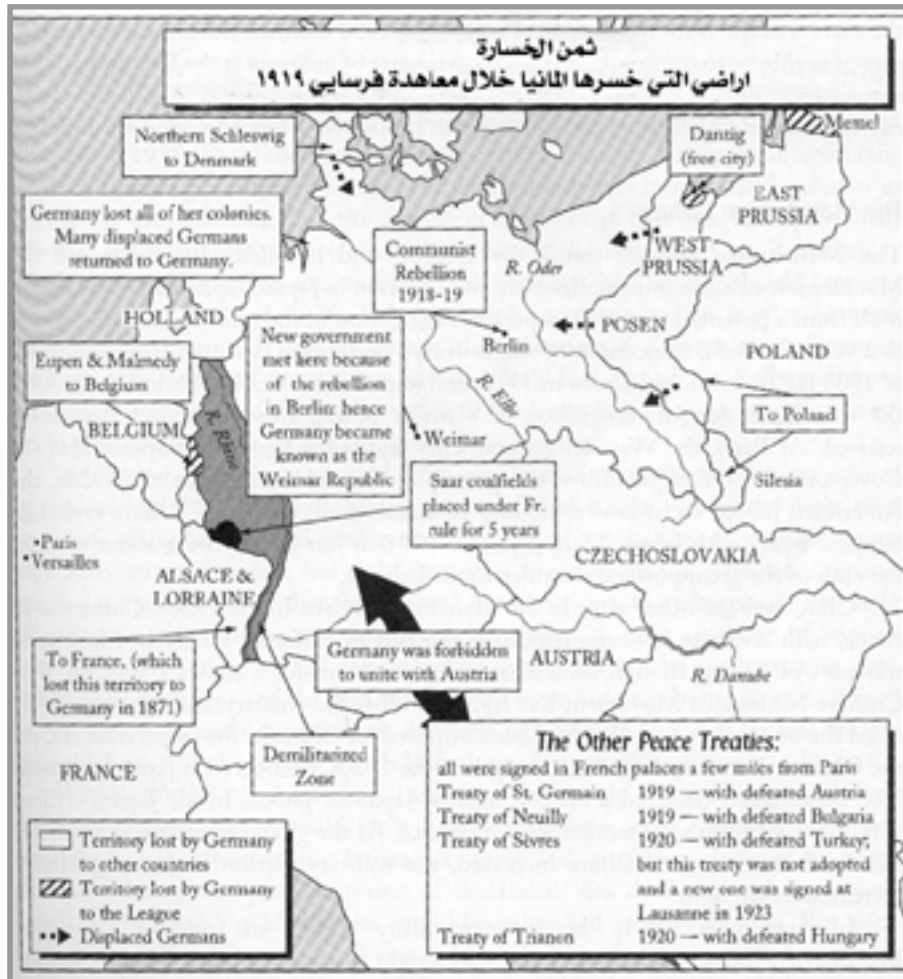 ثمن الخسارة
اراضي التي خسرها المانيا خلال معاهدة فرسايي ١٩١٩
Northern Schleswig
to Denmark
Dantig
(free city)
Memel
EAST
PRUSSIA
Germany lost all of her colonies.
Many displaced Germans
returned to Germany.
Communist
Rebellion
1918-19
R. Oder
WEST
PRUSSIA
HOLLAND
POSEN
New government
met here because
of the rebellion
in Berlin: hence
Germany became
known as the
Weimar Republic
Berlin
POLAND
Eupen & Malmedy
to Belgium
R. Elbe
To Poland
BELGIUM
R. Rhine
Weimar
Saar coalfields
placed under Fr.
rule for 5 years
Silesia
Paris
Versailles
CZECHOSLOVAKIA
ALSACE &
LORRAINE
To France, (which
lost this territory to
Germany in 1871)
Germany was forbidden
to unite with Austria
AUSTRIA
R. Danube
Demilitarized
Zone
FRANCE
The Other Peace Treaties:
all were signed in French palaces a few miles from Paris
Treaty of St. Germain 1919 — with defeated Austria
Treaty of Neuilly 1919 — with defeated Bulgaria
Treaty of Sèvres 1920 — with defeated Turkey;
but this treaty was not adopted
and a new one was signed at
Lausanne in 1923
Treaty of Trianon 1920 — with defeated Hungary
Territory lost by Germany
to other countries
Territory lost by Germany
to the League
Displaced Germans